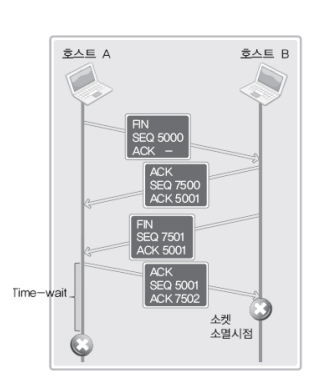 호스트 A
호스트 B
FIN
SEQ 5000
ACK –
ACK
SEQ 7500
ACK 5001
FIN
SEQ 7501
ACK 5001
ACK
SEQ 5001
ACK 7502
Time-wait
소켓
소멸시점